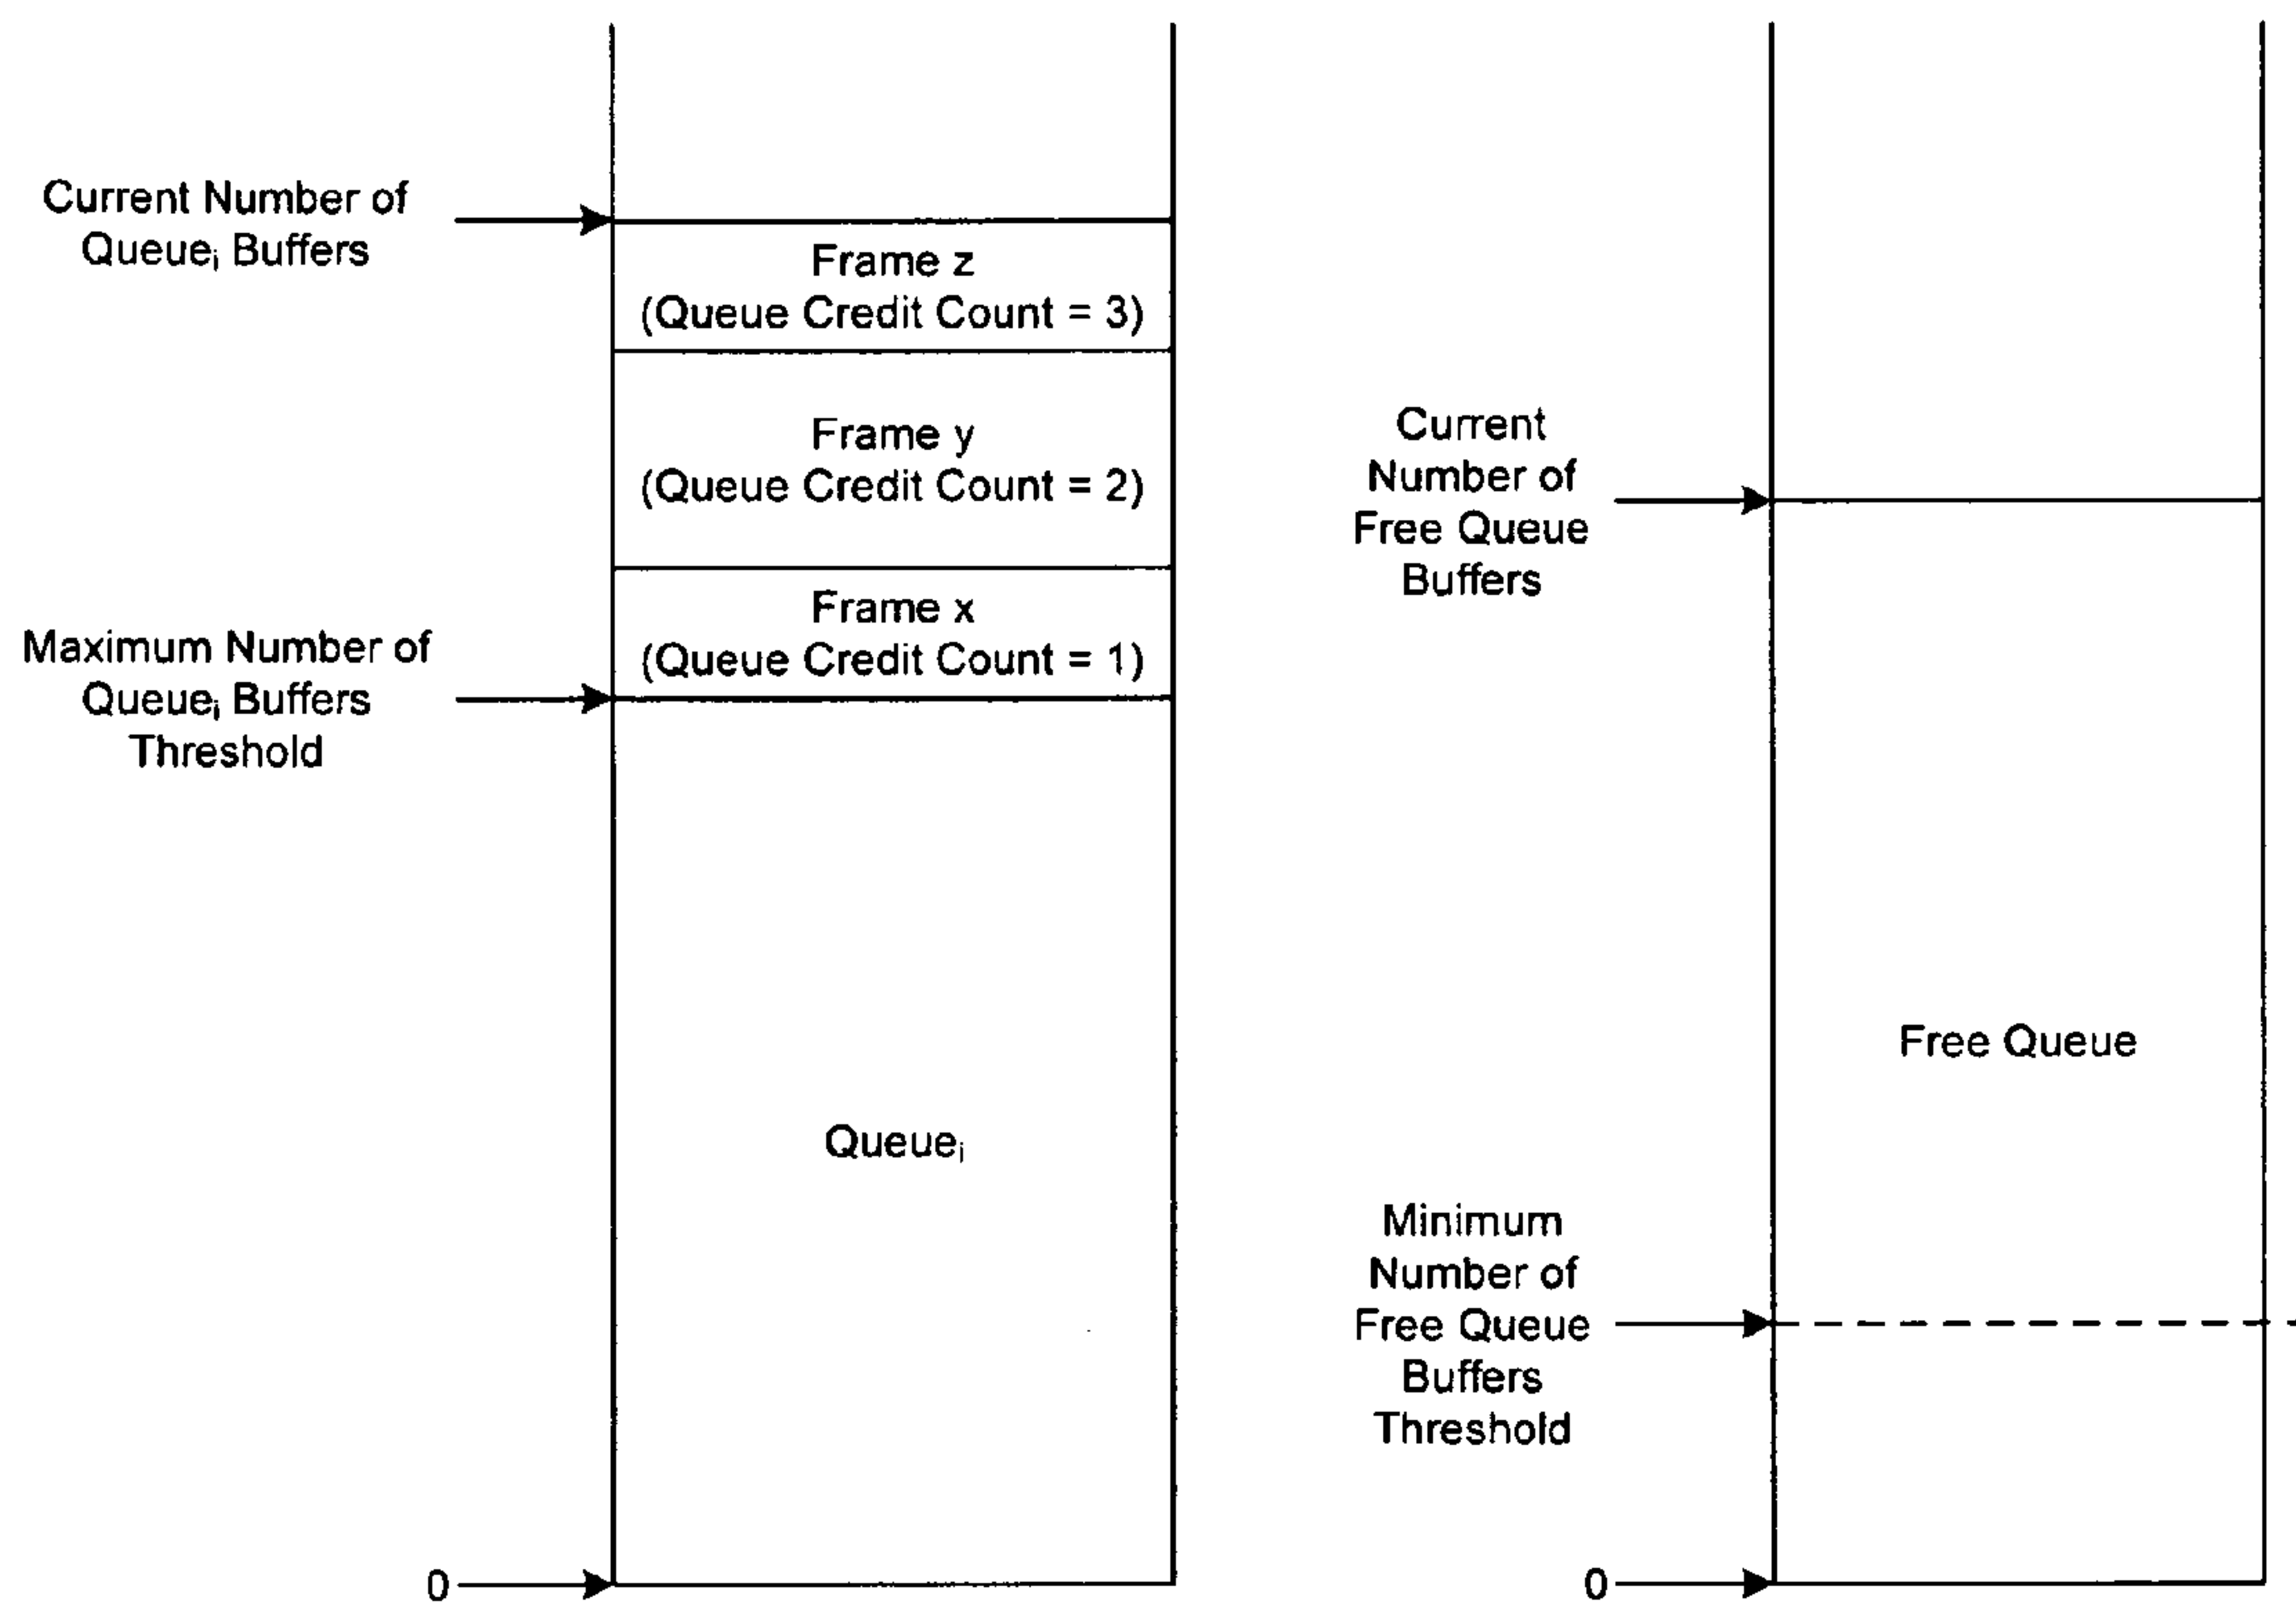 Current Number of
Queueᵢ Buffers
Frame z
(Queue Credit Count = 3)
Frame y
(Queue Credit Count = 2)
Frame x
(Queue Credit Count = 1)
Maximum Number of
Queueᵢ Buffers
Threshold
Queueᵢ
0
Current
Number of
Free Queue
Buffers
Free Queue
Minimum
Number of
Free Queue
Buffers
Threshold
0